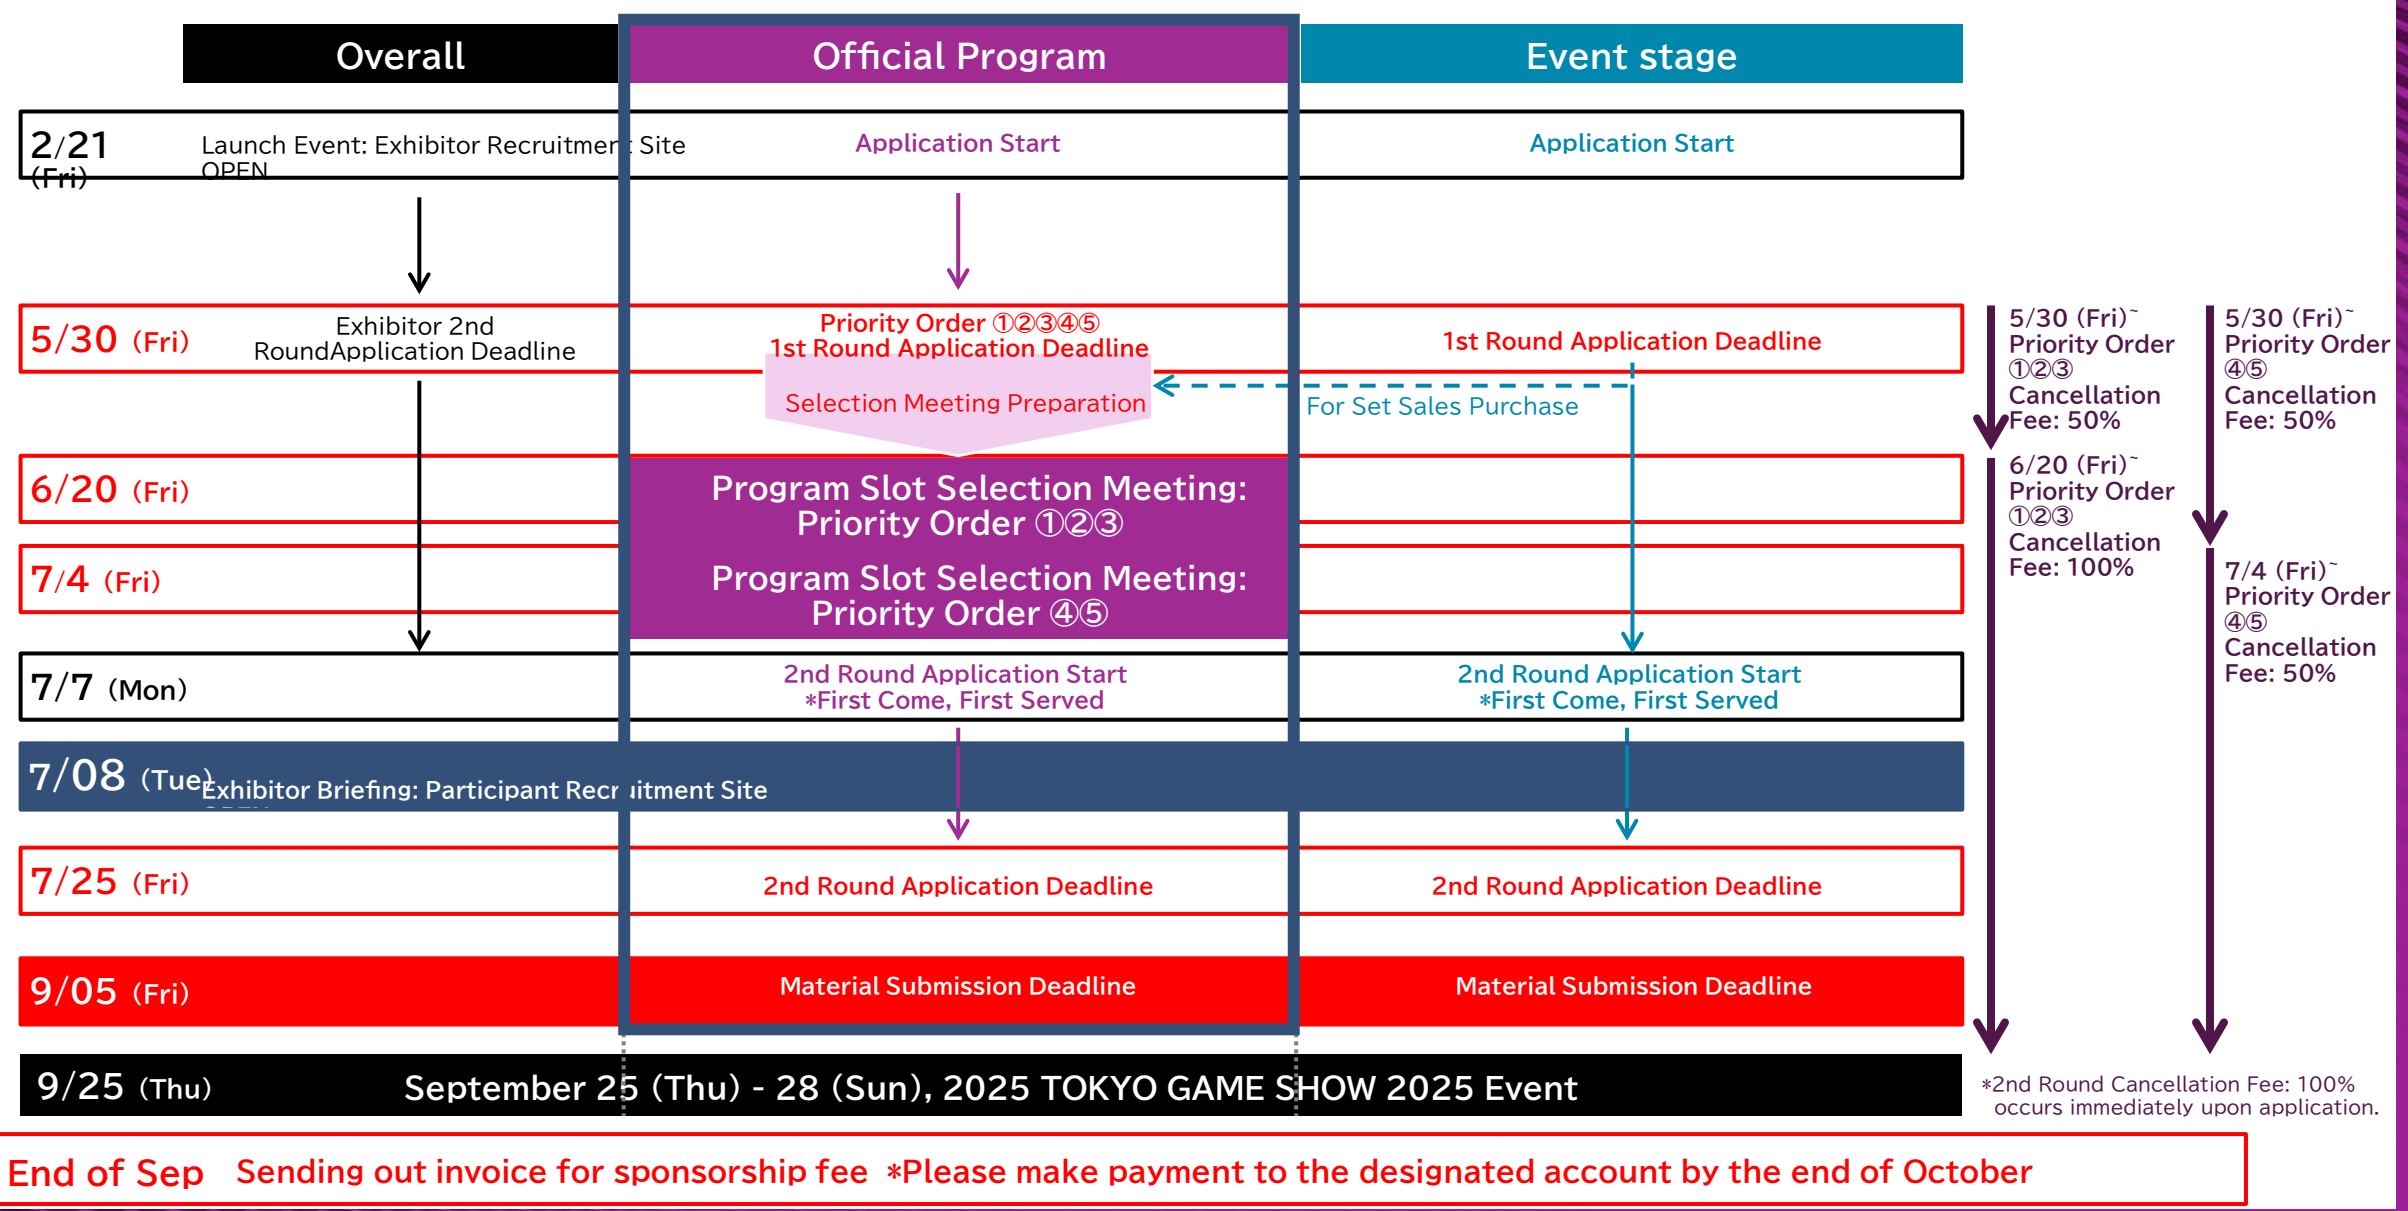 Overall
Official Program
Event stage
2/21
(Fri)
Launch Event: Exhibitor Recruitment Site
OPEN
Application Start
Application Start
5/30 (Fri)
Exhibitor 2nd
RoundApplication Deadline
Priority Order ①②③④⑤
1st Round Application Deadline
1st Round Application Deadline
Selection Meeting Preparation
For Set Sales Purchase
6/20 (Fri)
Program Slot Selection Meeting:
Priority Order ①②③
7/4 (Fri)
Program Slot Selection Meeting:
Priority Order ④⑤
7/7 (Mon)
2nd Round Application Start
*First Come, First Served
2nd Round Application Start
*First Come, First Served
7/08 (Tue)
Exhibitor Briefing: Participant Recruitment Site
7/25 (Fri)
2nd Round Application Deadline
2nd Round Application Deadline
9/05 (Fri)
Material Submission Deadline
Material Submission Deadline
9/25 (Thu)
September 25 (Thu) - 28 (Sun), 2025 TOKYO GAME SHOW 2025 Event
5/30 (Fri)~
Priority Order
①②③
Cancellation
Fee: 50%
6/20 (Fri)~
Priority Order
①②③
Cancellation
Fee: 100%
5/30 (Fri)~
Priority Order
④⑤
Cancellation
Fee: 50%
7/4 (Fri)~
Priority Order
④⑤
Cancellation
Fee: 50%
*2nd Round Cancellation Fee: 100%
occurs immediately upon application.
End of Sep Sending out invoice for sponsorship fee *Please make payment to the designated account by the end of October